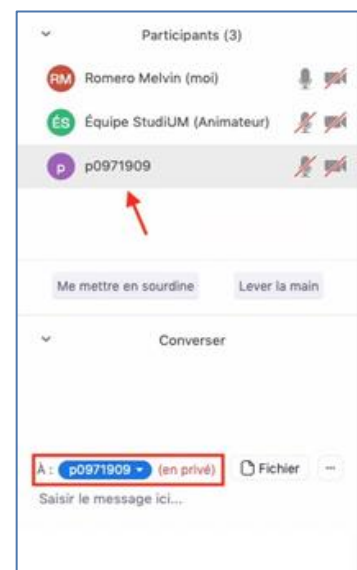 Participants (3)
RM Romero Melvin (moi)
ÉS Équipe StudiUM (Animateur)
p p0971909
Me mettre en sourdine Lever la main
Converser
À : p0971909 (en privé) Fichier ...
Saisir le message ici...